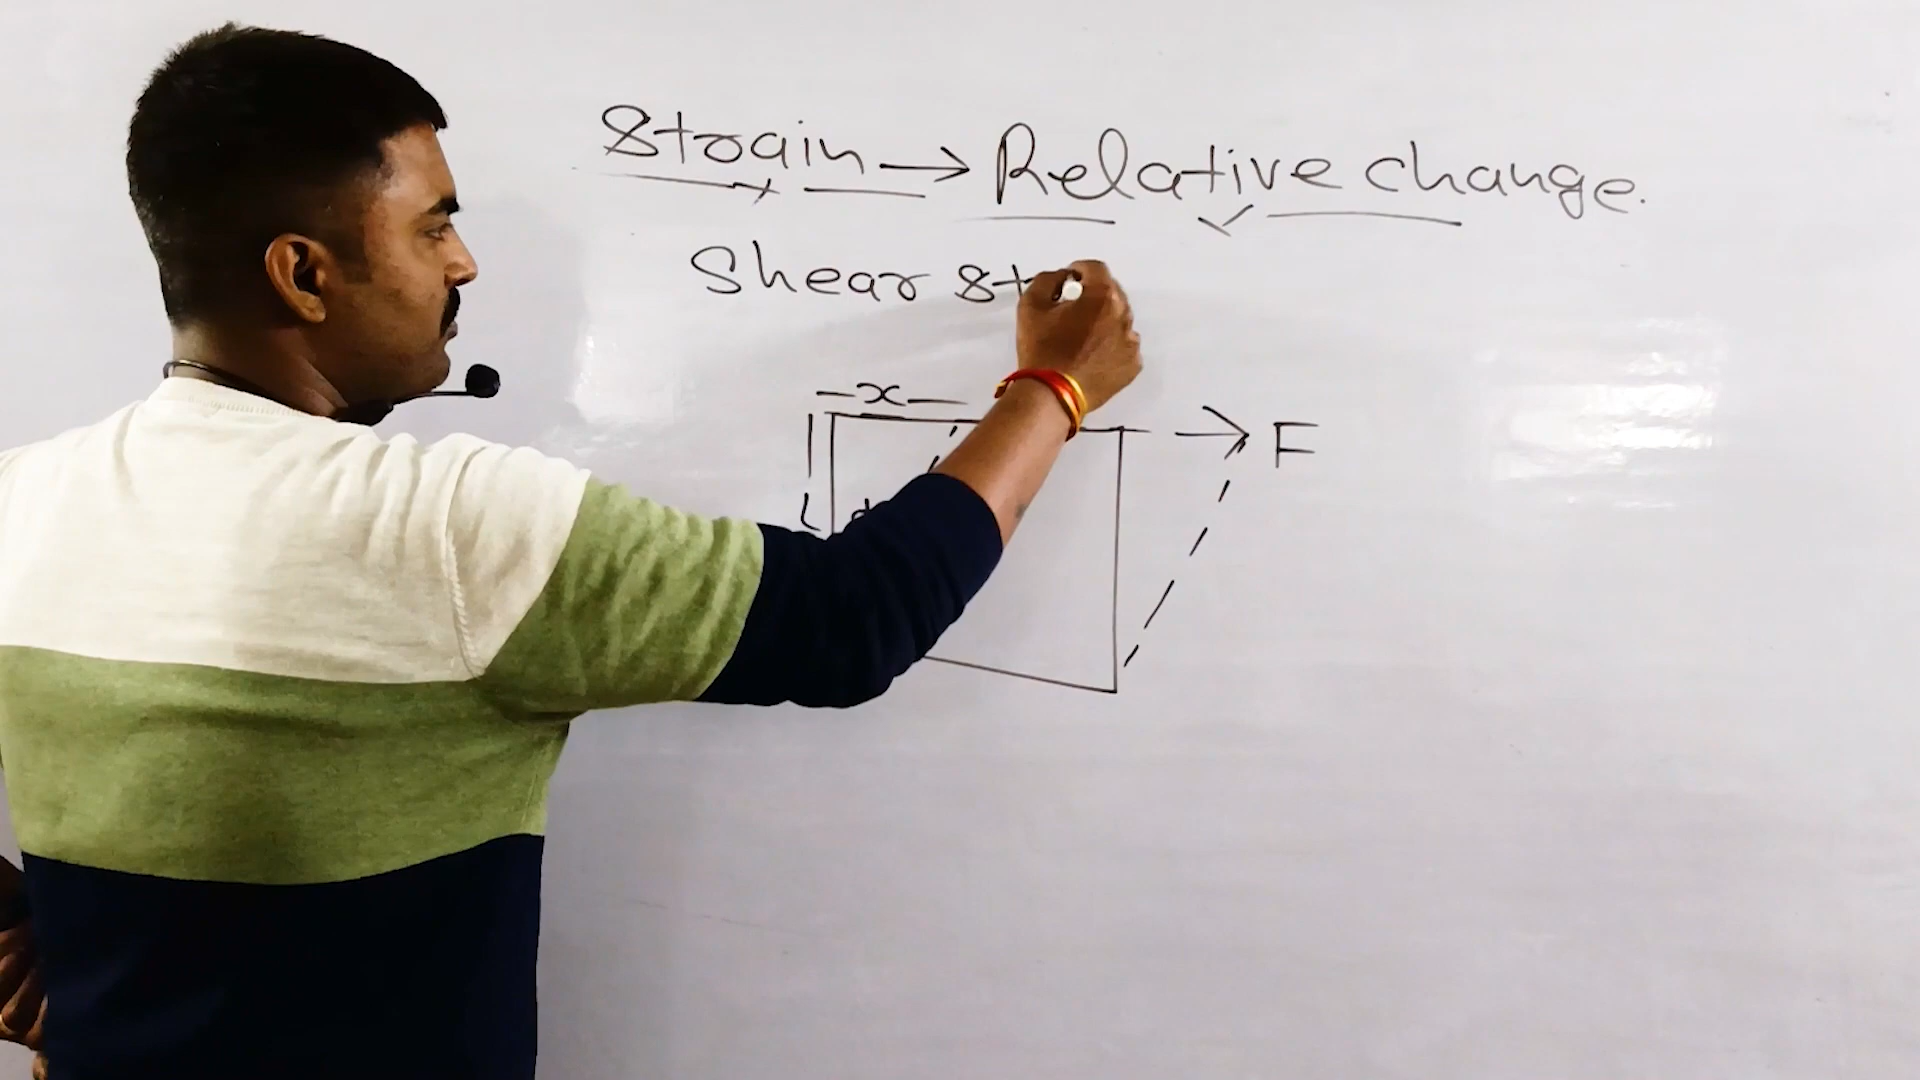 Strain → Relative change.
Shear st
x
F
L